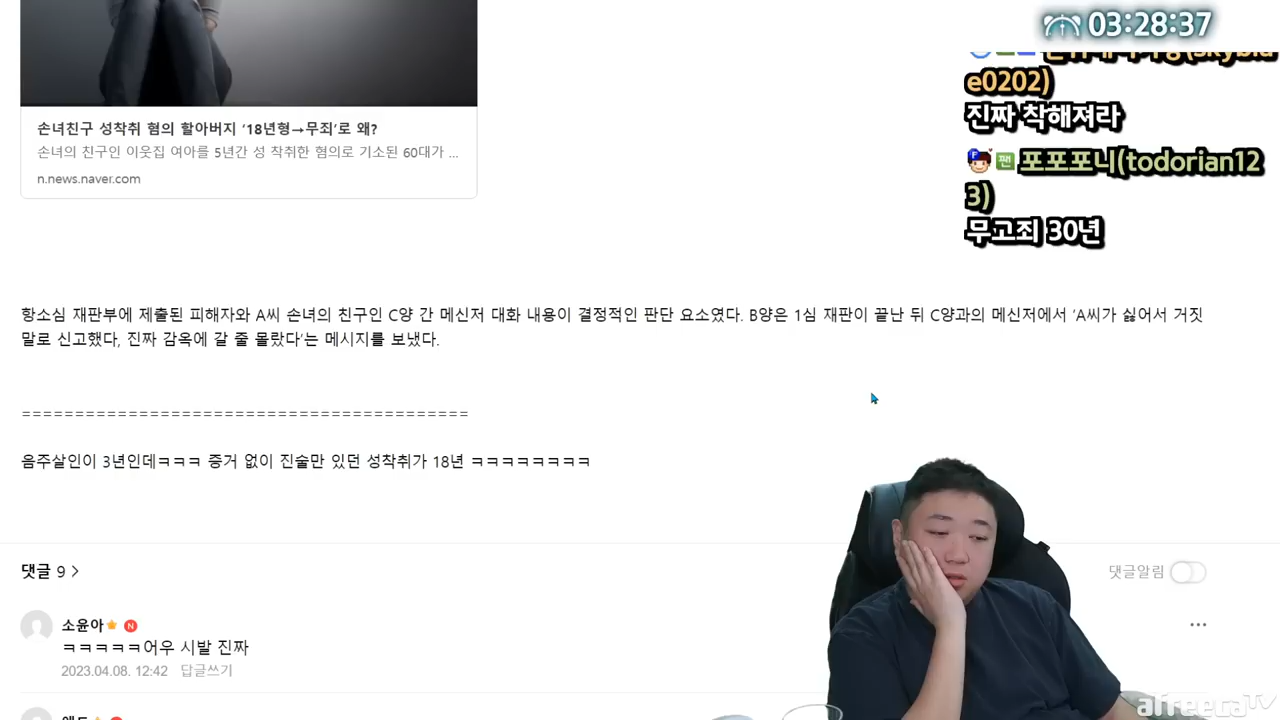 03:28:37
e0202)
진짜 착해져라
팬 포포포니(todorian12
3)
무고죄 30년
손녀친구 성착취 혐의 할아버지 ‘18년형→무죄’로 왜?
손녀의 친구인 이웃집 여아를 5년간 성 착취한 혐의로 기소된 60대가 ...
n.news.naver.com
항소심 재판부에 제출된 피해자와 A씨 손녀의 친구인 C양 간 메신저 대화 내용이 결정적인 판단 요소였다. B양은 1심 재판이 끝난 뒤 C양과의 메신저에서 ‘A씨가 싫어서 거짓
말로 신고했다, 진짜 감옥에 갈 줄 몰랐다’는 메시지를 보냈다.
==========================================
음주살인이 3년인데ㅋㅋㅋ 증거 없이 진술만 있던 성착취가 18년 ㅋㅋㅋㅋㅋㅋㅋㅋ
댓글 9 >
댓글알림
소윤아 N
ㅋㅋㅋㅋㅋ어우 시발 진짜
2023.04.08. 12:42 답글쓰기
afreecaTV